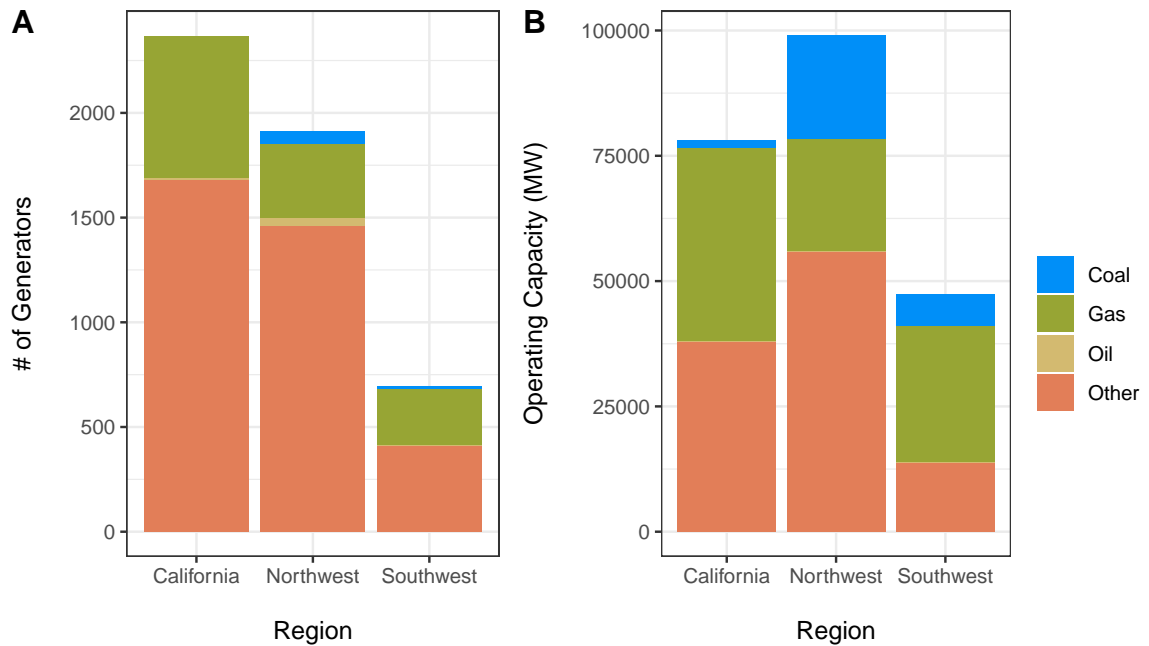 A
# of Generators
2000
1500
1000
500
0
California Northwest Southwest
Region
B
Operating Capacity (MW)
100000
75000
50000
25000
0
California Northwest Southwest
Region
Coal
Gas
Oil
Other